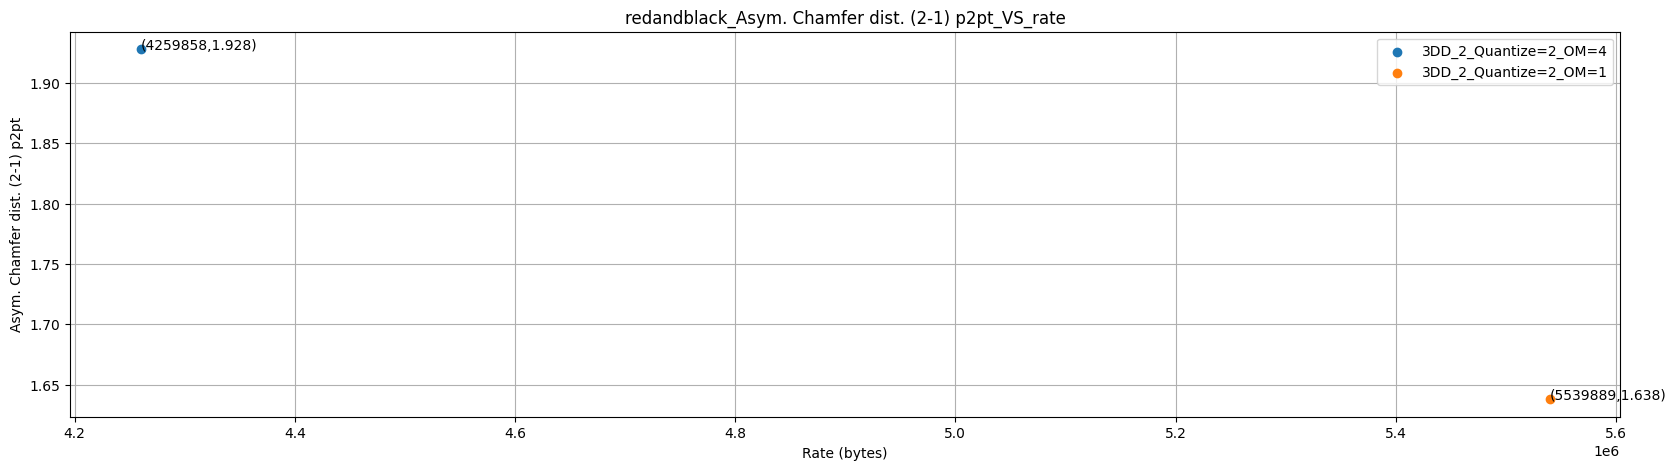 redandblack_Asym. Chamfer dist. (2-1) p2pt_VS_rate
(4259858,1.928)
3DD_2_Quantize=2_OM=4
3DD_2_Quantize=2_OM=1
Asym. Chamfer dist. (2-1) p2pt
1.90
1.85
1.80
1.75
1.70
1.65
(5539889,1.638)
4.2 4.4 4.6 4.8 5.0 5.2 5.4 5.6
1e6
Rate (bytes)